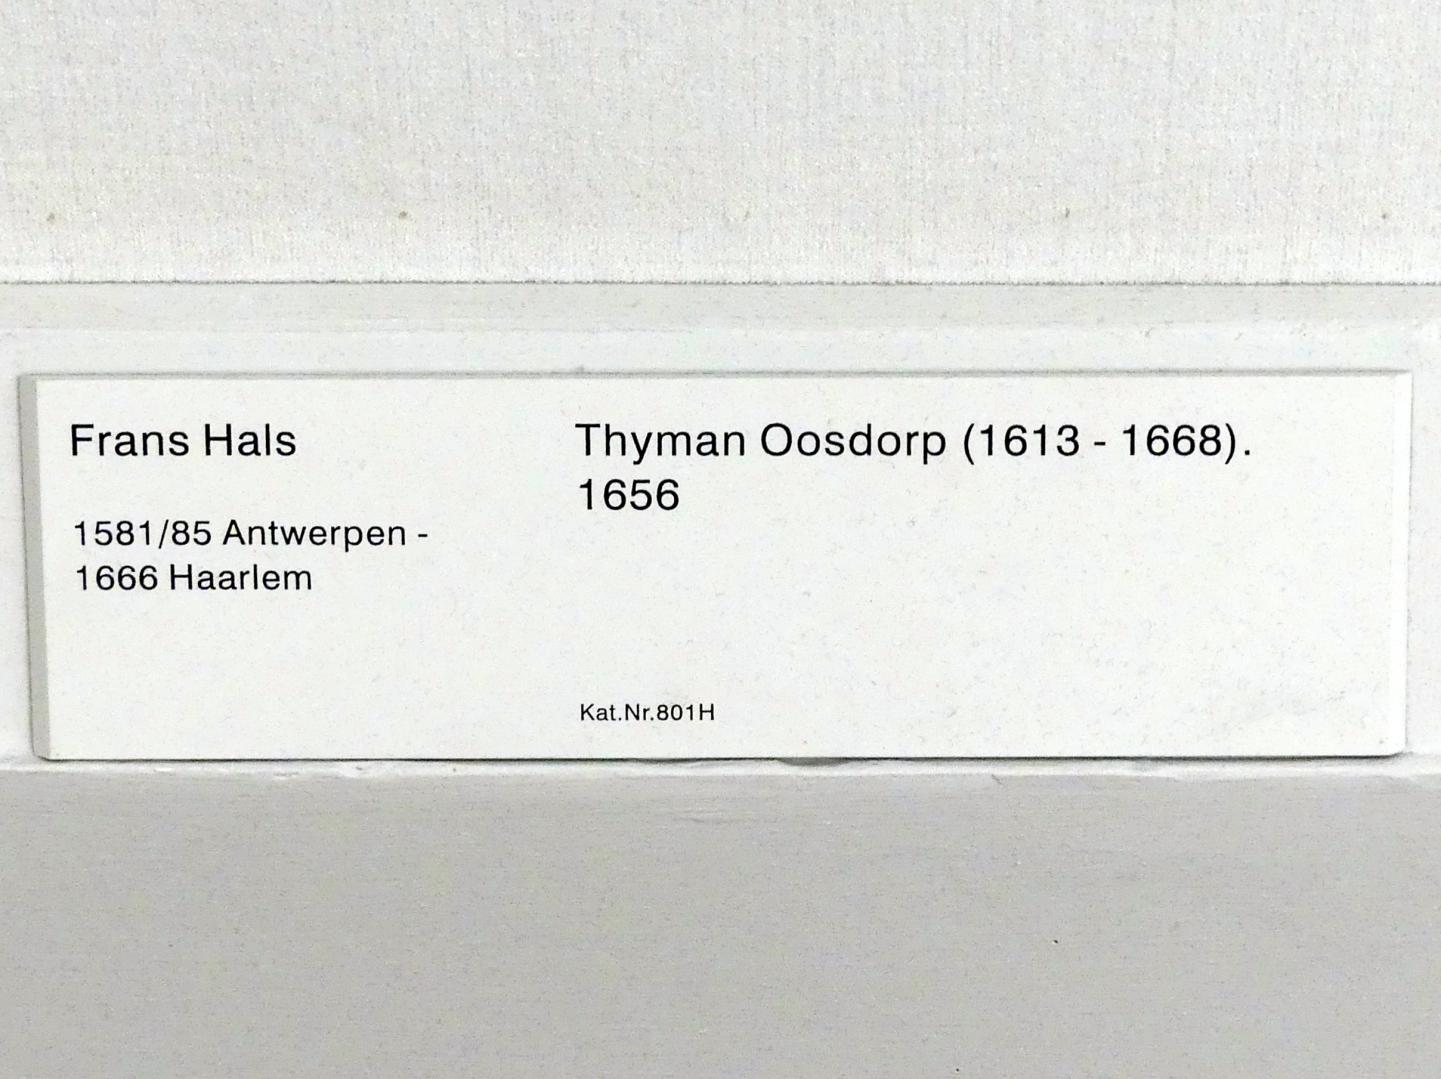 Frans Hals
1581/85 Antwerpen -
1666 Haarlem
Thyman Oosdorp (1613 - 1668).
1656
Kat.Nr.801H